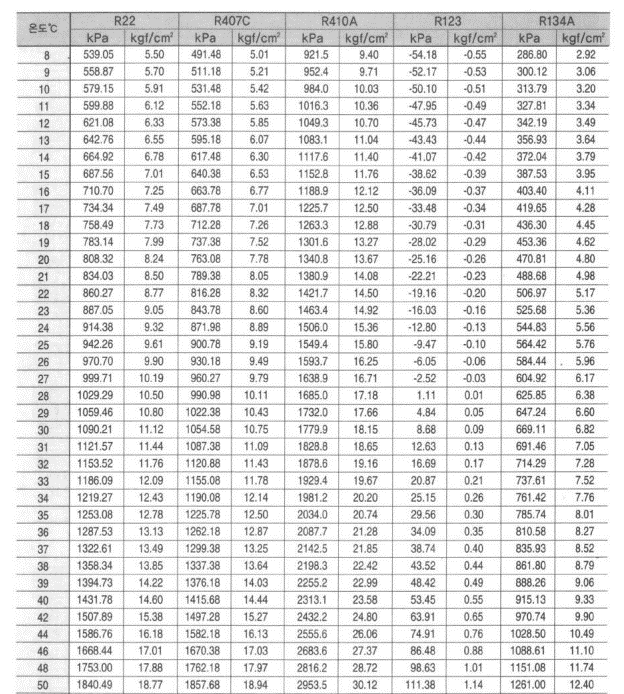 온도℃ R22 R407C R410A R123 R134A
kPa kgf/cm² kPa kgf/cm² kPa kgf/cm² kPa kgf/cm² kPa kgf/cm²
8 539.05 5.50 491.48 5.01 921.5 9.40 -54.18 -0.55 286.80 2.92
9 558.87 5.70 511.18 5.21 952.4 9.71 -52.17 -0.53 300.12 3.06
10 579.15 5.91 531.48 5.42 984.0 10.03 -50.10 -0.51 313.79 3.20
11 599.88 6.12 552.18 5.63 1016.3 10.36 -47.95 -0.49 327.81 3.34
12 621.08 6.33 573.38 5.85 1049.3 10.70 -45.73 -0.47 342.19 3.49
13 642.76 6.55 595.18 6.07 1083.1 11.04 -43.43 -0.44 356.93 3.64
14 664.92 6.78 617.48 6.30 1117.6 11.40 -41.07 -0.42 372.04 3.79
15 687.56 7.01 640.38 6.53 1152.8 11.76 -38.62 -0.39 387.53 3.95
16 710.70 7.25 663.78 6.77 1188.9 12.12 -36.09 -0.37 403.40 4.11
17 734.34 7.49 687.78 7.01 1225.7 12.50 -33.48 -0.34 419.65 4.28
18 758.49 7.73 712.28 7.26 1263.3 12.88 -30.79 -0.31 436.30 4.45
19 783.14 7.99 737.38 7.52 1301.6 13.27 -28.02 -0.29 453.36 4.62
20 808.32 8.24 763.08 7.78 1340.8 13.67 -25.16 -0.26 470.81 4.80
21 834.03 8.50 789.38 8.05 1380.9 14.08 -22.21 -0.23 488.68 4.98
22 860.27 8.77 816.28 8.32 1421.7 14.50 -19.16 -0.20 506.97 5.17
23 887.05 9.05 843.78 8.60 1463.4 14.92 -16.03 -0.16 525.68 5.36
24 914.38 9.32 871.98 8.89 1506.0 15.36 -12.80 -0.13 544.83 5.56
25 942.26 9.61 900.78 9.19 1549.4 15.80 -9.47 -0.10 564.42 5.76
26 970.70 9.90 930.18 9.49 1593.7 16.25 -6.05 -0.06 584.44 5.96
27 999.71 10.19 960.27 9.79 1638.9 16.71 -2.52 -0.03 604.92 6.17
28 1029.29 10.50 990.98 10.11 1685.0 17.18 1.11 0.01 625.85 6.38
29 1059.46 10.80 1022.38 10.43 1732.0 17.66 4.84 0.05 647.24 6.60
30 1090.21 11.12 1054.58 10.75 1779.9 18.15 8.68 0.09 669.11 6.82
31 1121.57 11.44 1087.38 11.09 1828.8 18.65 12.63 0.13 691.46 7.05
32 1153.52 11.76 1120.88 11.43 1878.6 19.16 16.69 0.17 714.29 7.28
33 1186.09 12.09 1155.08 11.78 1929.4 19.67 20.87 0.21 737.61 7.52
34 1219.27 12.43 1190.08 12.14 1981.2 20.20 25.15 0.26 761.42 7.76
35 1253.08 12.78 1225.78 12.50 2034.0 20.74 29.56 0.30 785.74 8.01
36 1287.53 13.13 1262.18 12.87 2087.7 21.28 34.09 0.35 810.58 8.27
37 1322.61 13.49 1299.38 13.25 2142.5 21.85 38.74 0.40 835.93 8.52
38 1358.34 13.85 1337.38 13.64 2198.3 22.42 43.52 0.44 861.80 8.79
39 1394.73 14.22 1376.18 14.03 2255.2 22.99 48.42 0.49 888.26 9.06
40 1431.78 14.60 1415.68 14.44 2313.1 23.58 53.45 0.55 915.13 9.33
42 1507.89 15.38 1497.28 15.27 2432.2 24.80 63.91 0.65 970.74 9.90
44 1586.76 16.18 1582.18 16.13 2555.6 26.06 74.91 0.76 1028.50 10.49
46 1668.44 17.01 1670.38 17.03 2683.6 27.37 86.48 0.88 1088.61 11.10
48 1753.00 17.88 1762.18 17.97 2816.2 28.72 98.63 1.01 1151.08 11.74
50 1840.49 18.77 1857.68 18.94 2953.5 30.12 111.38 1.14 1261.00 12.40